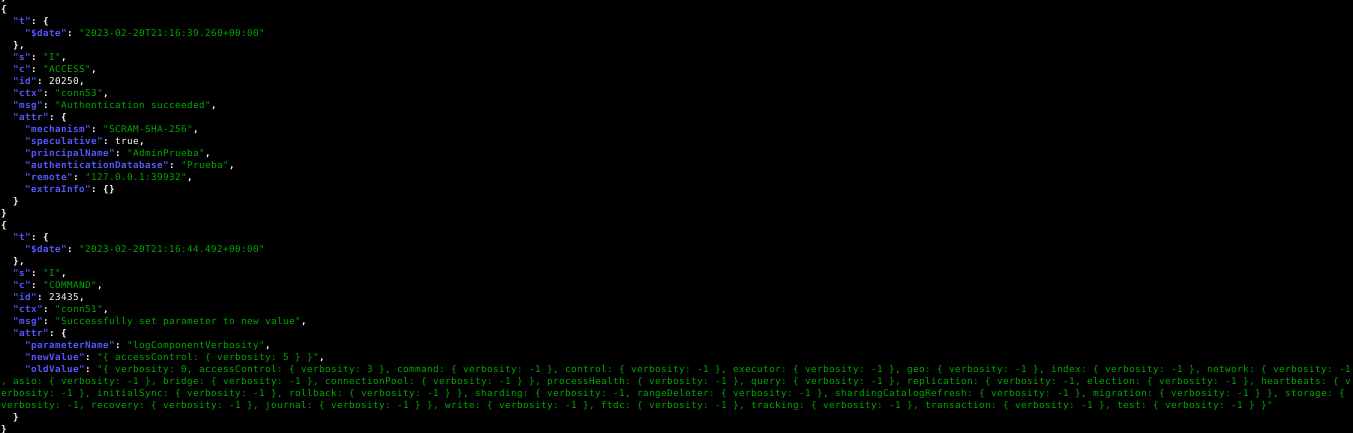 {
  "t": {
    "$date": "2023-02-20T21:16:39.260+00:00"
  },
  "s": "I",
  "c": "ACCESS",
  "id": 20250,
  "ctx": "conn53",
  "msg": "Authentication succeeded",
  "attr": {
    "mechanism": "SCRAM-SHA-256",
    "speculative": true,
    "principalName": "AdminPrueba",
    "authenticationDatabase": "Prueba",
    "remote": "127.0.0.1:39932",
    "extraInfo": {}
  }
}
{
  "t": {
    "$date": "2023-02-20T21:16:44.492+00:00"
  },
  "s": "I",
  "c": "COMMAND",
  "id": 23435,
  "ctx": "conn51",
  "msg": "Successfully set parameter to new value",
  "attr": {
    "parameterName": "logComponentVerbosity",
    "newValue": "{ accessControl: { verbosity: 5 } }",
    "oldValue": "{ verbosity: 0, accessControl: { verbosity: 3 }, command: { verbosity: -1 }, control: { verbosity: -1 }, executor: { verbosity: -1 }, geo: { verbosity: -1 }, index: { verbosity: -1 }, network: { verbosity: -1
, asio: { verbosity: -1 }, bridge: { verbosity: -1 }, connectionPool: { verbosity: -1 } }, processHealth: { verbosity: -1 }, query: { verbosity: -1 }, replication: { verbosity: -1, election: { verbosity: -1 }, heartbeats: { v
erbosity: -1 }, initialSync: { verbosity: -1 }, rollback: { verbosity: -1 } }, sharding: { verbosity: -1, rangeDeleter: { verbosity: -1 }, shardingCatalogRefresh: { verbosity: -1 }, migration: { verbosity: -1 } }, storage: {
verbosity: -1, recovery: { verbosity: -1 }, journal: { verbosity: -1 } }, write: { verbosity: -1 }, ftdc: { verbosity: -1 }, tracking: { verbosity: -1 }, transaction: { verbosity: -1 }, test: { verbosity: -1 } }"
  }
}